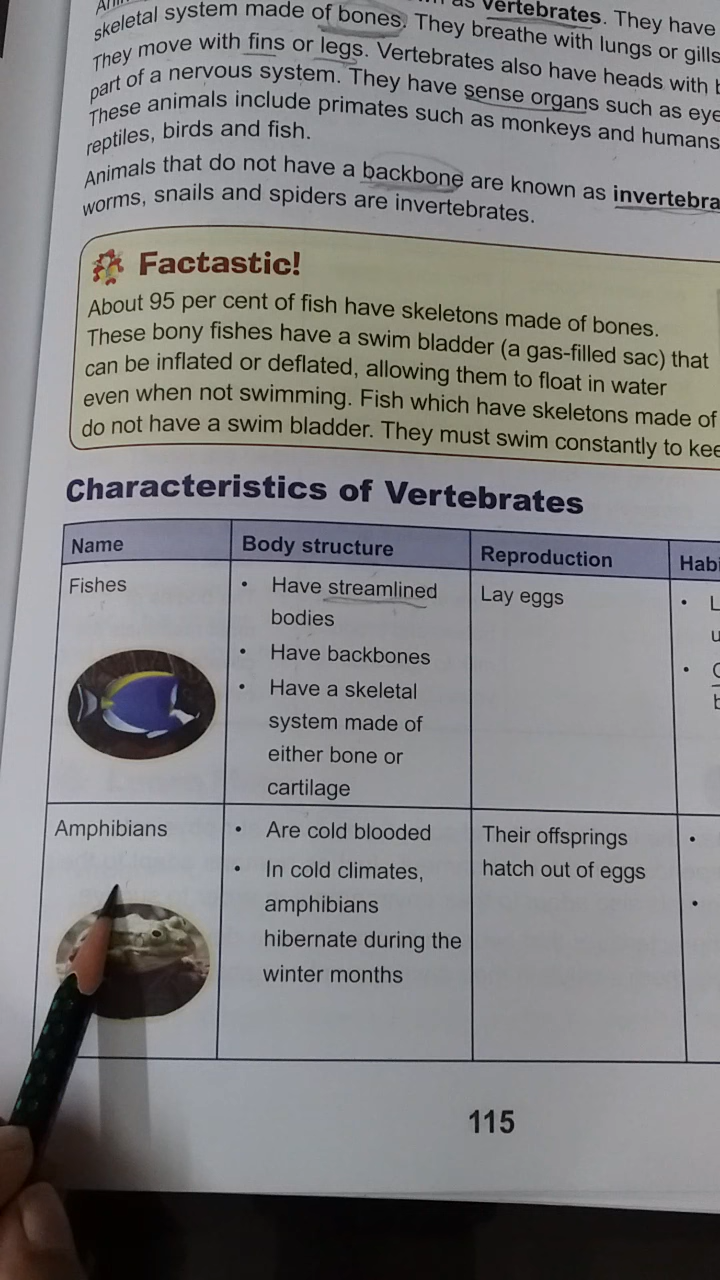 as vertebrates. They have
skeletal system made of bones. They breathe with lungs or gills
They move with fins or legs. Vertebrates also have heads with
part of a nervous system. They have sense organs such as
These animals include primates such as monkeys and humans
reptiles, birds and fish.
Animals that do not have a backbone are known as
worms, snails and spiders are invertebrates.
Factastic!
About 95 per cent of fish have skeletons made of bones.
These bony fishes have a swim bladder (a gas-filled sac) that
can be inflated or deflated, allowing them to float in water
even when not swimming. Fish which have skeletons made of
do not have a swim bladder. They must swim constantly to
Characteristics of Vertebrates
Name
Body structure
Reproduction
Fishes
• Have streamlined
bodies
• Have backbones
• Have a skeletal
system made of
either bone or
cartilage
Lay eggs
Amphibians
• Are cold blooded
• In cold climates,
amphibians
hibernate during the
winter months
Their offsprings
hatch out of eggs
115